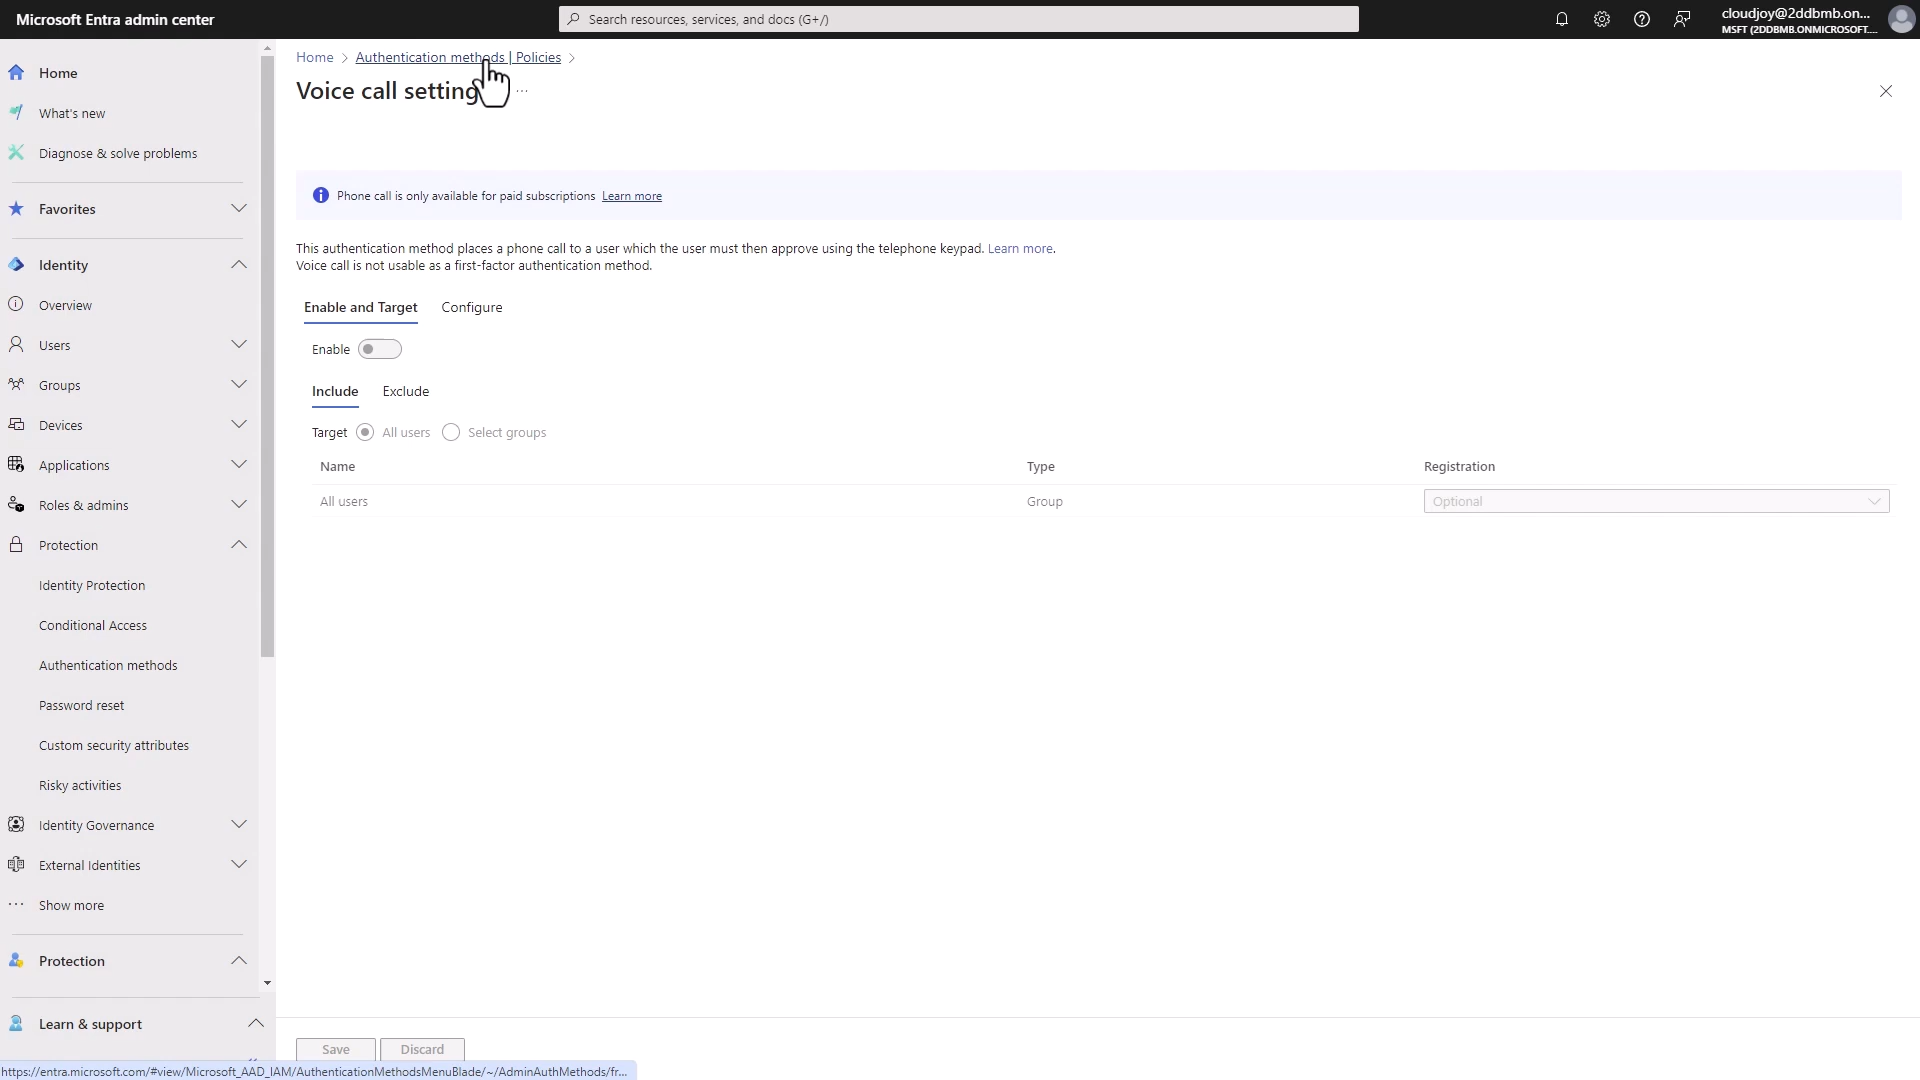 Microsoft Entra admin center
Search resources, services, and docs (G+/)
cloudjoy@2ddbmb.on...
MSFT (2DDBMB.ONMICROSOFT....
Home
What's new
Diagnose & solve problems
Favorites
Identity
Overview
Users
Groups
Devices
Applications
Roles & admins
Protection
Identity Protection
Conditional Access
Authentication methods
Password reset
Custom security attributes
Risky activities
Identity Governance
External Identities
Show more
Protection
Learn & support
Home > Authentication methods | Policies >
Voice call setting ...
Phone call is only available for paid subscriptions Learn more
This authentication method places a phone call to a user which the user must then approve using the telephone keypad. Learn more.
Voice call is not usable as a first-factor authentication method.
Enable and Target Configure
Enable
Include Exclude
Target All users Select groups
Name Type Registration
All users Group Optional
Save Discard
https://entra.microsoft.com/#view/Microsoft_AAD_IAM/AuthenticationMethodsMenuBlade/~/AdminAuthMethods/fr...